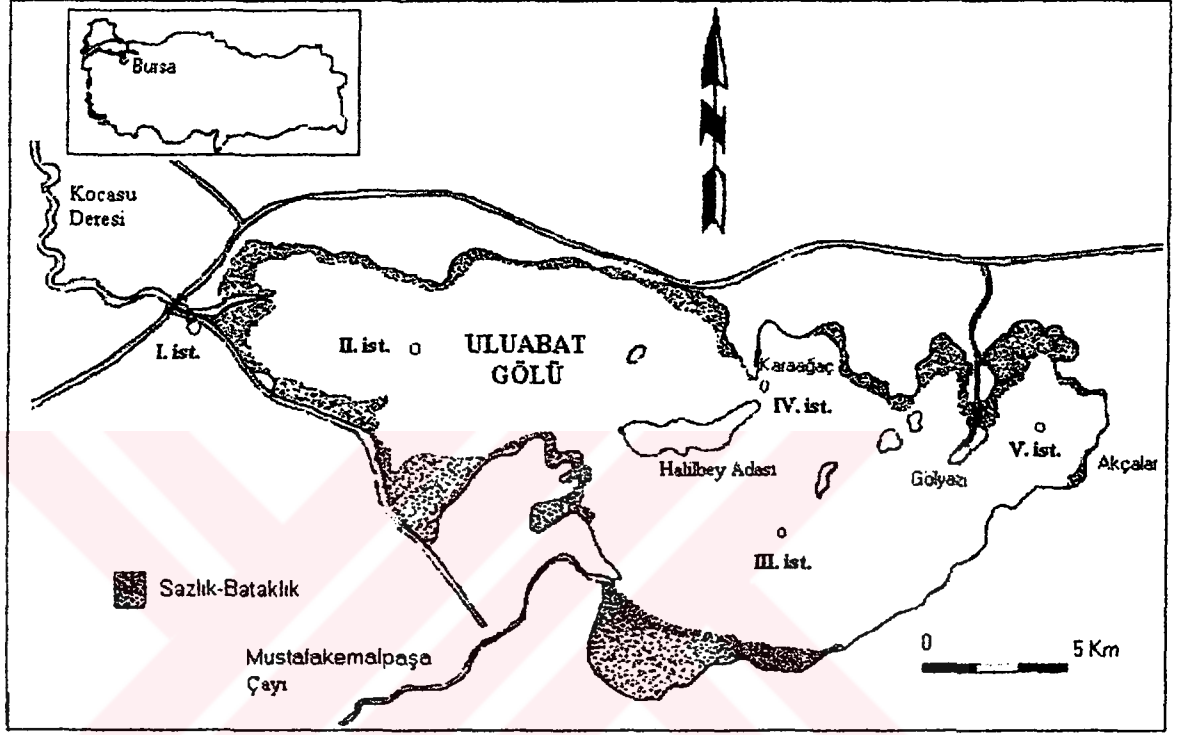 Bursa
Kocasu
Deresi
I. ist.
II. ist.
ULUABAT
GÖLÜ
Karaağaç
IV. ist.
Halilbey Adası
V. ist.
Gölyazı
Akçalar
III. ist.
Sazlık-Bataklık
Mustafakemalpaşa
Çayı
0
5 Km